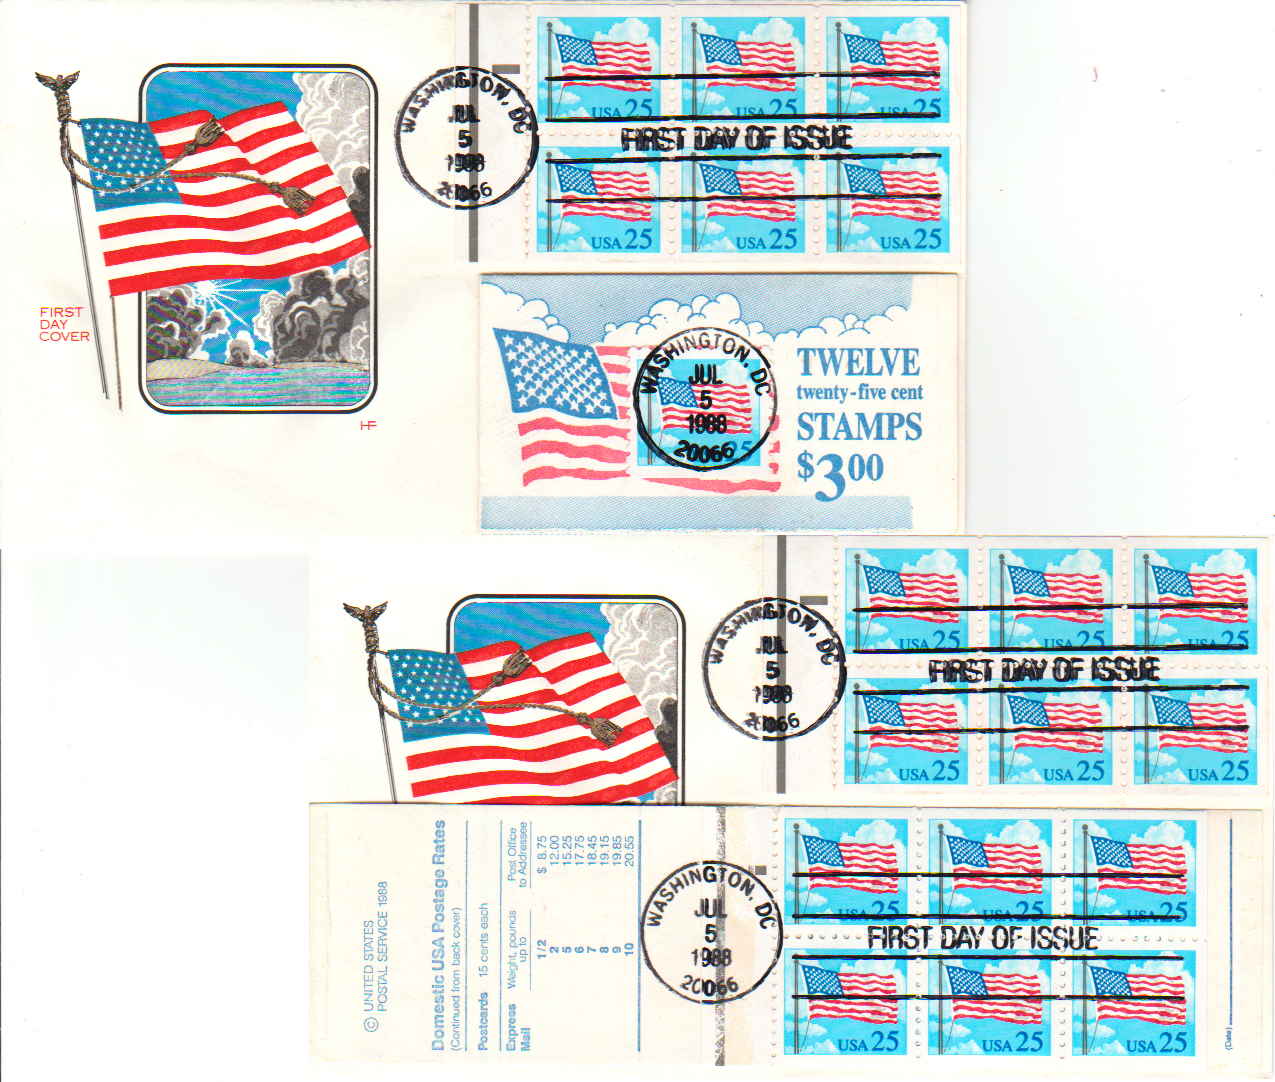 WASHINGTON, DC
JUL
5
1988
20066
USA 25 USA 25 USA 25
FIRST DAY OF ISSUE
USA 25 USA 25 USA 25
FIRST
DAY
COVER
HF
WASHINGTON, DC
JUL
5
1988
20066
25
TWELVE
twenty-five cent
STAMPS
$3.00
WASHINGTON, DC
JUL
5
1988
20066
USA 25 USA 25 USA 25
FIRST DAY OF ISSUE
USA 25 USA 25 USA 25
© UNITED STATES
POSTAL SERVICE 1988
Domestic USA Postage Rates
(Continued from back cover)
Postcards 15 cents each
Express Weight, pounds Post Office
Mail up to to Addressee
1/2 $ 8.75
2 12.00
5 15.25
6 17.75
7 18.45
8 19.15
9 19.85
10 20.55
WASHINGTON, DC
JUL
5
1988
20066
USA 25 USA 25 USA 25
FIRST DAY OF ISSUE
USA 25 USA 25 USA 25
(Date)